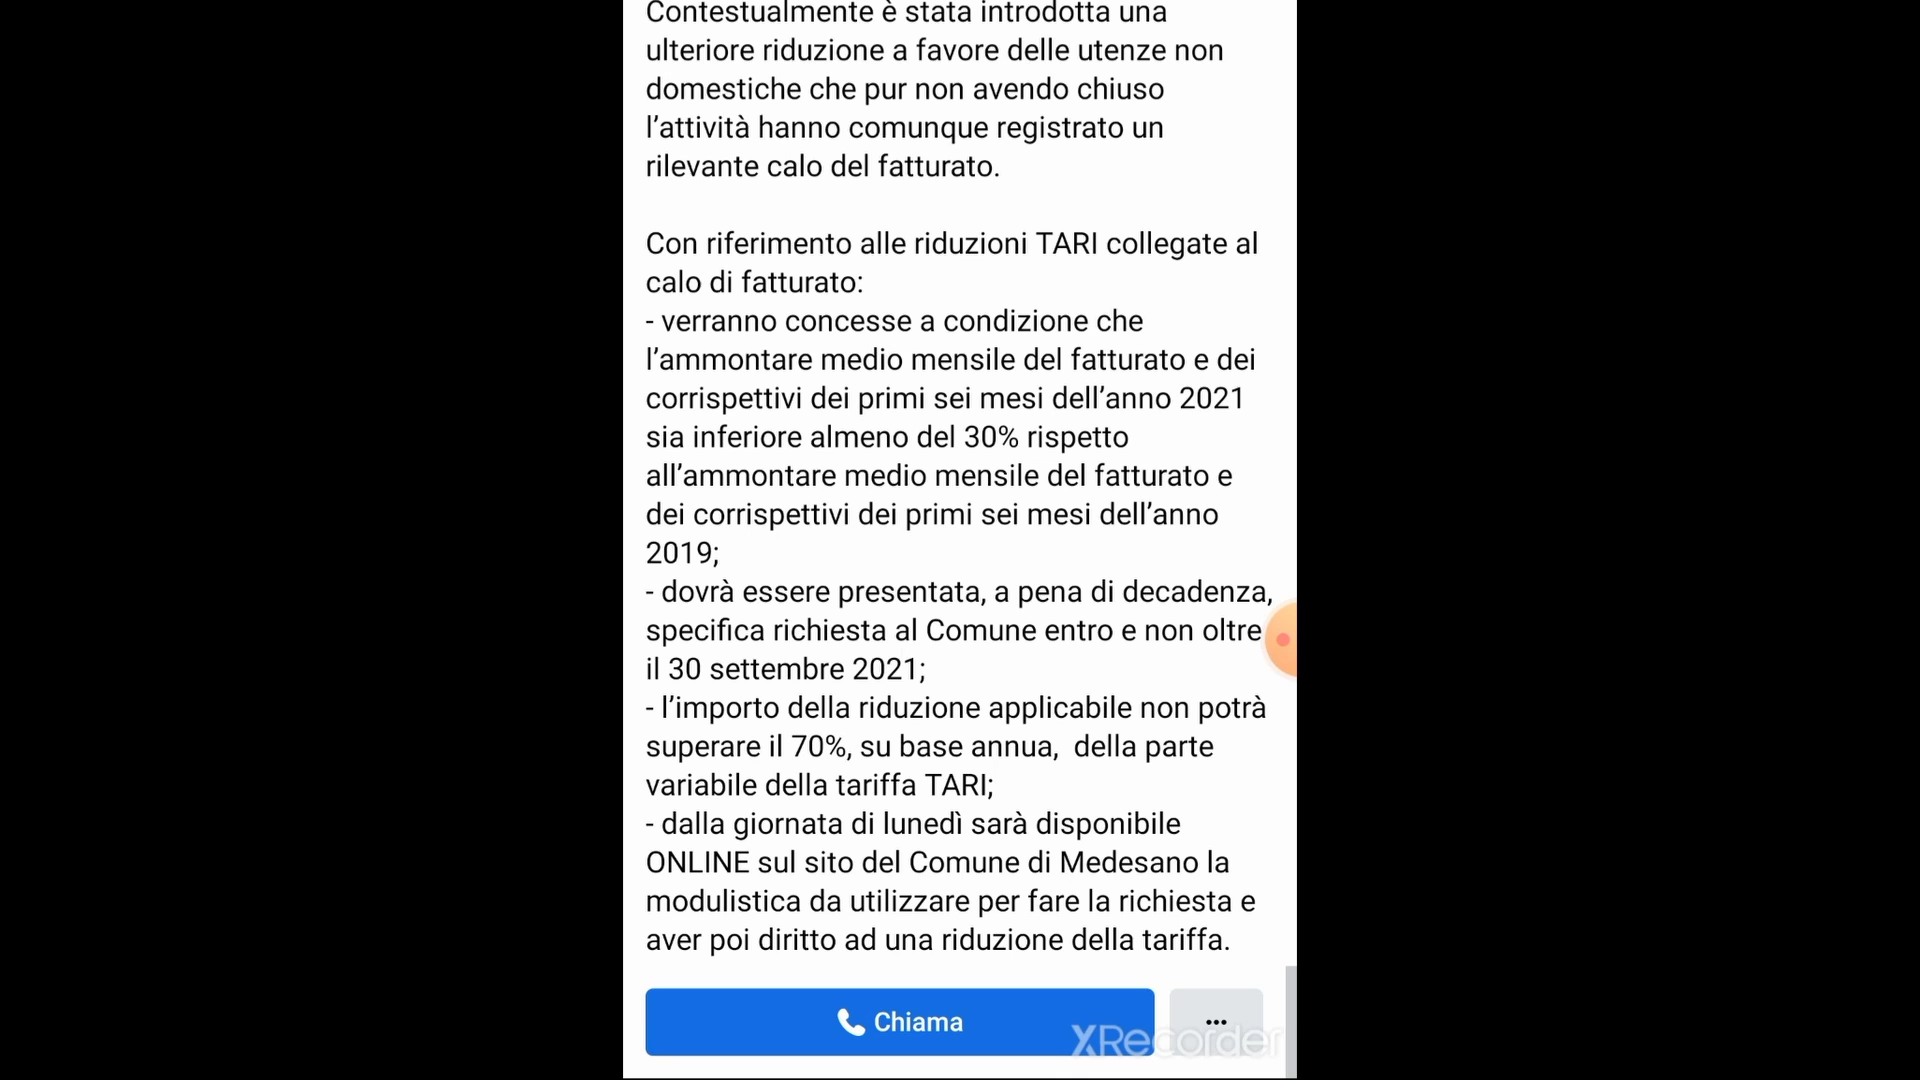 Contestualmente è stata introdotta una
ulteriore riduzione a favore delle utenze non
domestiche che pur non avendo chiuso
l’attività hanno comunque registrato un
rilevante calo del fatturato.
Con riferimento alle riduzioni TARI collegate al
calo di fatturato:
- verranno concesse a condizione che
l’ammontare medio mensile del fatturato e dei
corrispettivi dei primi sei mesi dell’anno 2021
sia inferiore almeno del 30% rispetto
all’ammontare medio mensile del fatturato e
dei corrispettivi dei primi sei mesi dell’anno
2019;
- dovrà essere presentata, a pena di decadenza,
specifica richiesta al Comune entro e non oltre
il 30 settembre 2021;
- l’importo della riduzione applicabile non potrà
superare il 70%, su base annua,  della parte
variabile della tariffa TARI;
- dalla giornata di lunedì sarà disponibile
ONLINE sul sito del Comune di Medesano la
modulistica da utilizzare per fare la richiesta e
aver poi diritto ad una riduzione della tariffa.
Chiama
...
XRecorder